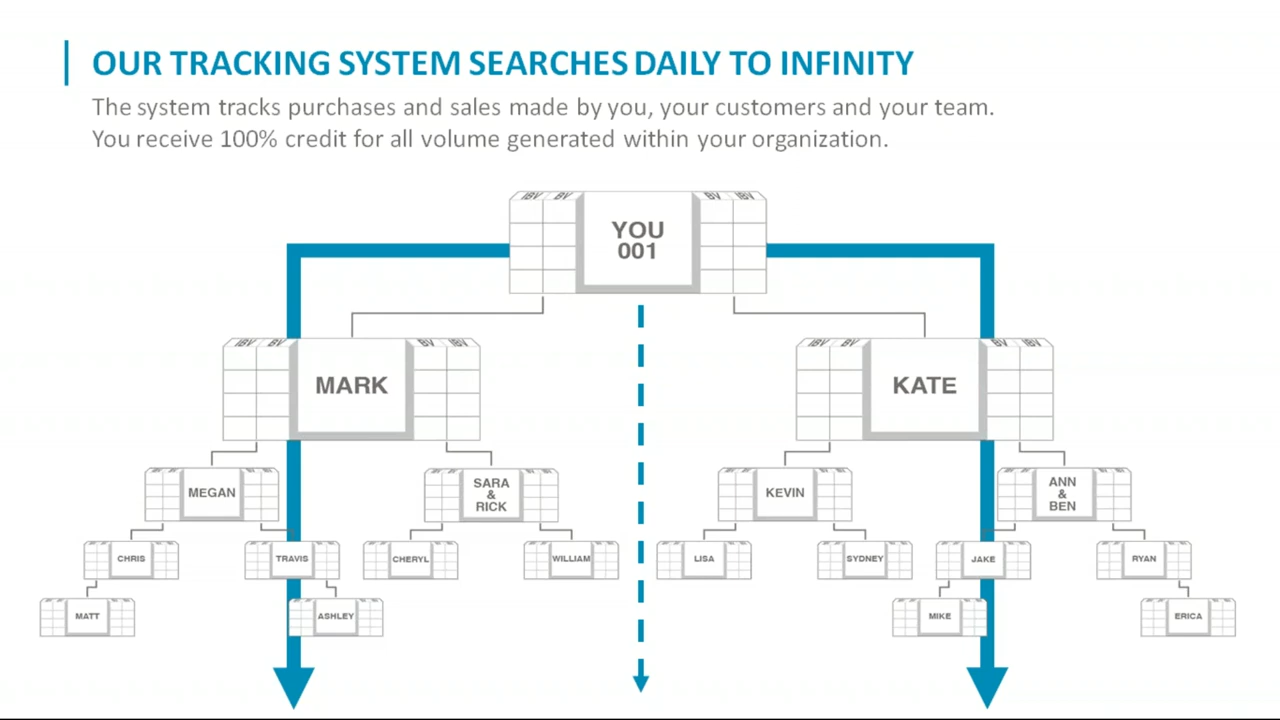 OUR TRACKING SYSTEM SEARCHES DAILY TO INFINITY
The system tracks purchases and sales made by you, your customers and your team.
You receive 100% credit for all volume generated within your organization.
IBV BV YOU BV IBV
001
IBV BV MARK BV IBV
IBV BV KATE BV IBV
MEGAN
SARA
&
RICK
KEVIN
ANN
&
BEN
CHRIS
TRAVIS
CHERYL
WILLIAM
LISA
SYDNEY
JAKE
RYAN
MATT
ASHLEY
MIKE
ERICA